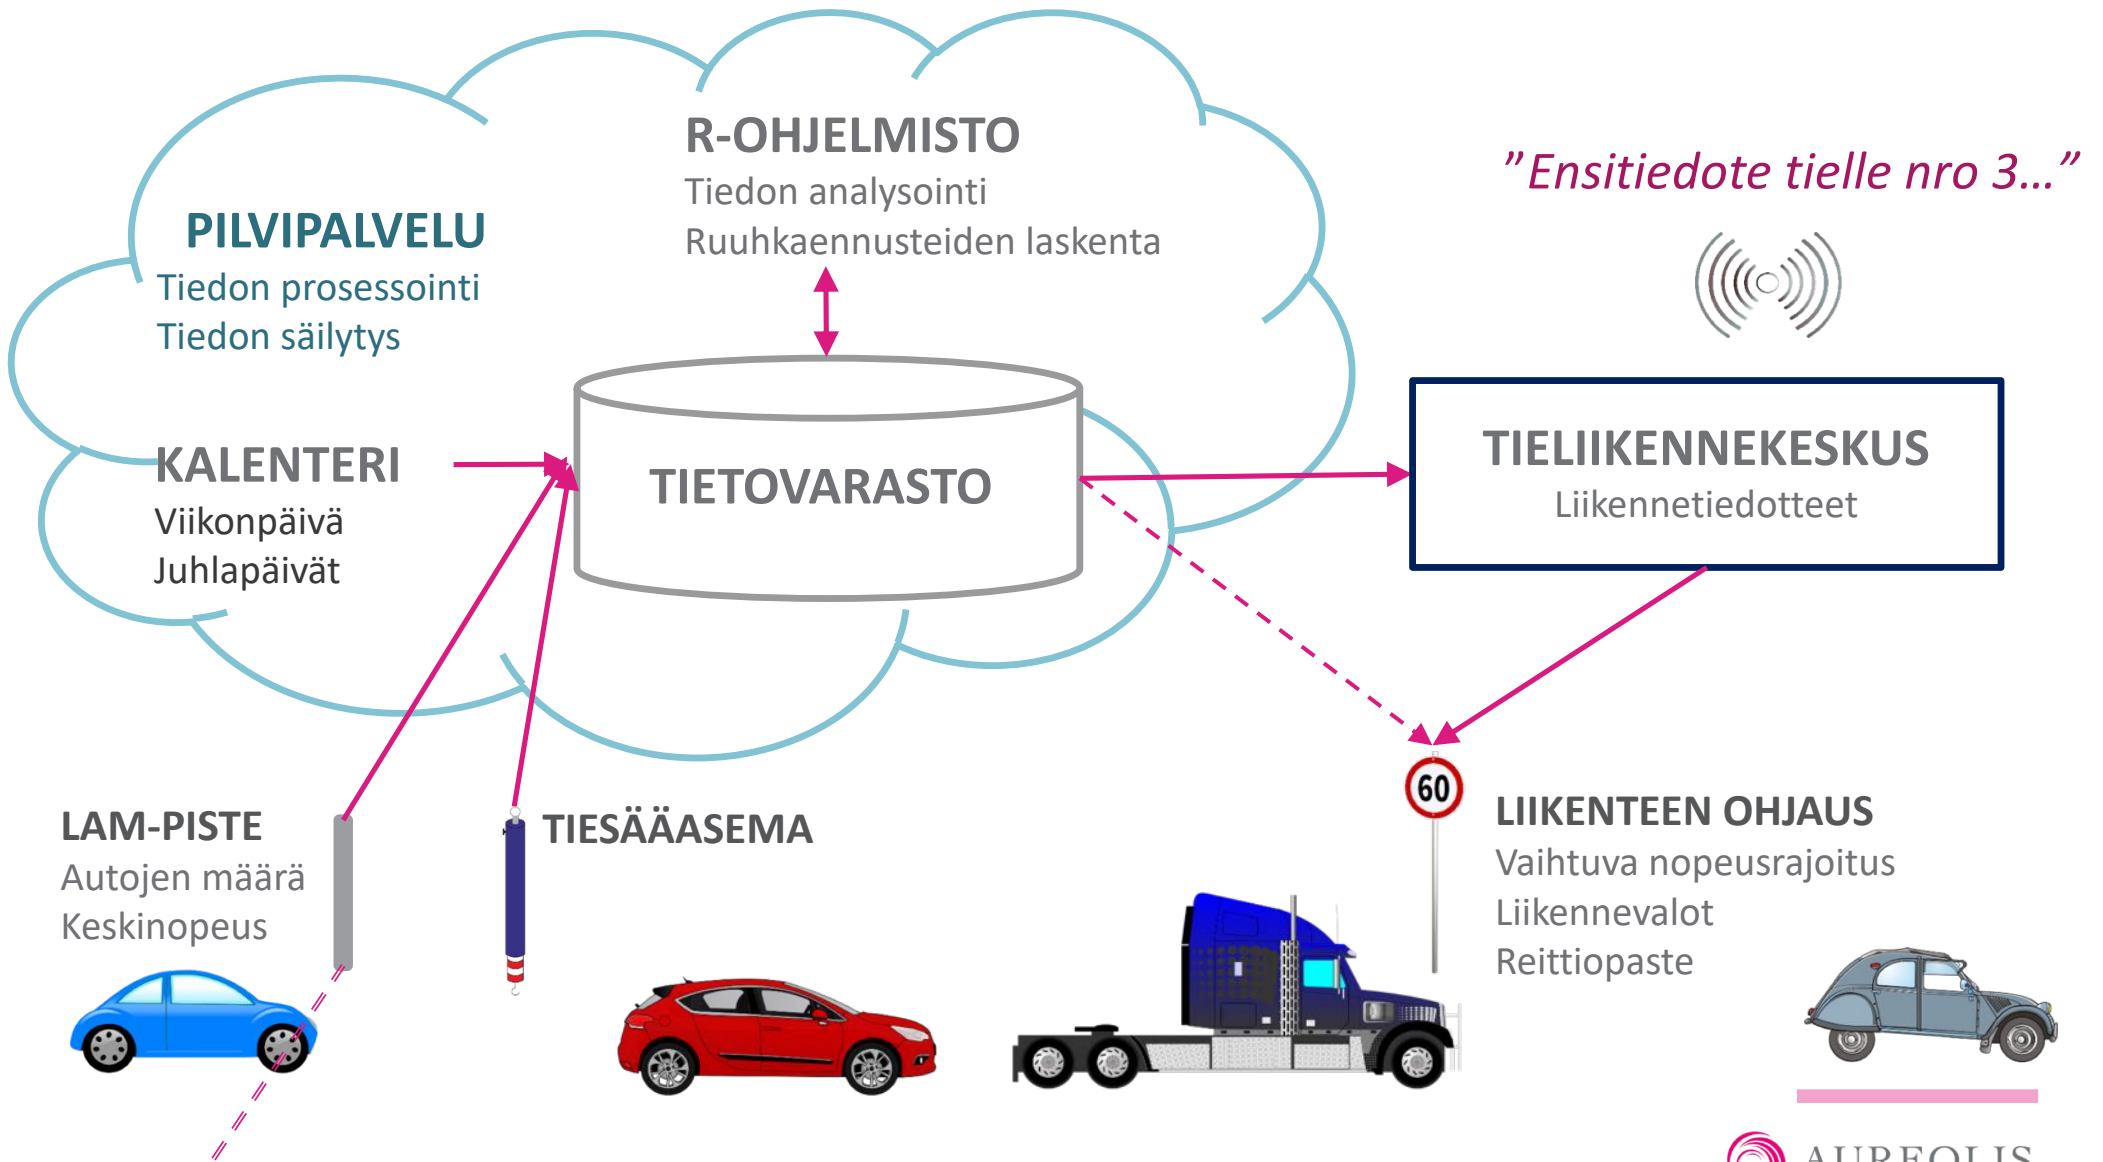 R-OHJELMISTO
Tiedon analysointi
Ruuhkaennusteiden laskenta
”Ensitiedote tielle nro 3…”
PILVIPALVELU
Tiedon prosessointi
Tiedon säilytys
KALENTERI
Viikonpäivä
Juhlapäivät
TIETOVARASTO
TIELIIKENNEKESKUS
Liikennetiedotteet
LAM-PISTE
Autojen määrä
Keskinopeus
TIESÄÄASEMA
60
LIIKENTEEN OHJAUS
Vaihtuva nopeusrajoitus
Liikennevalot
Reittiopaste
AUREOLIS